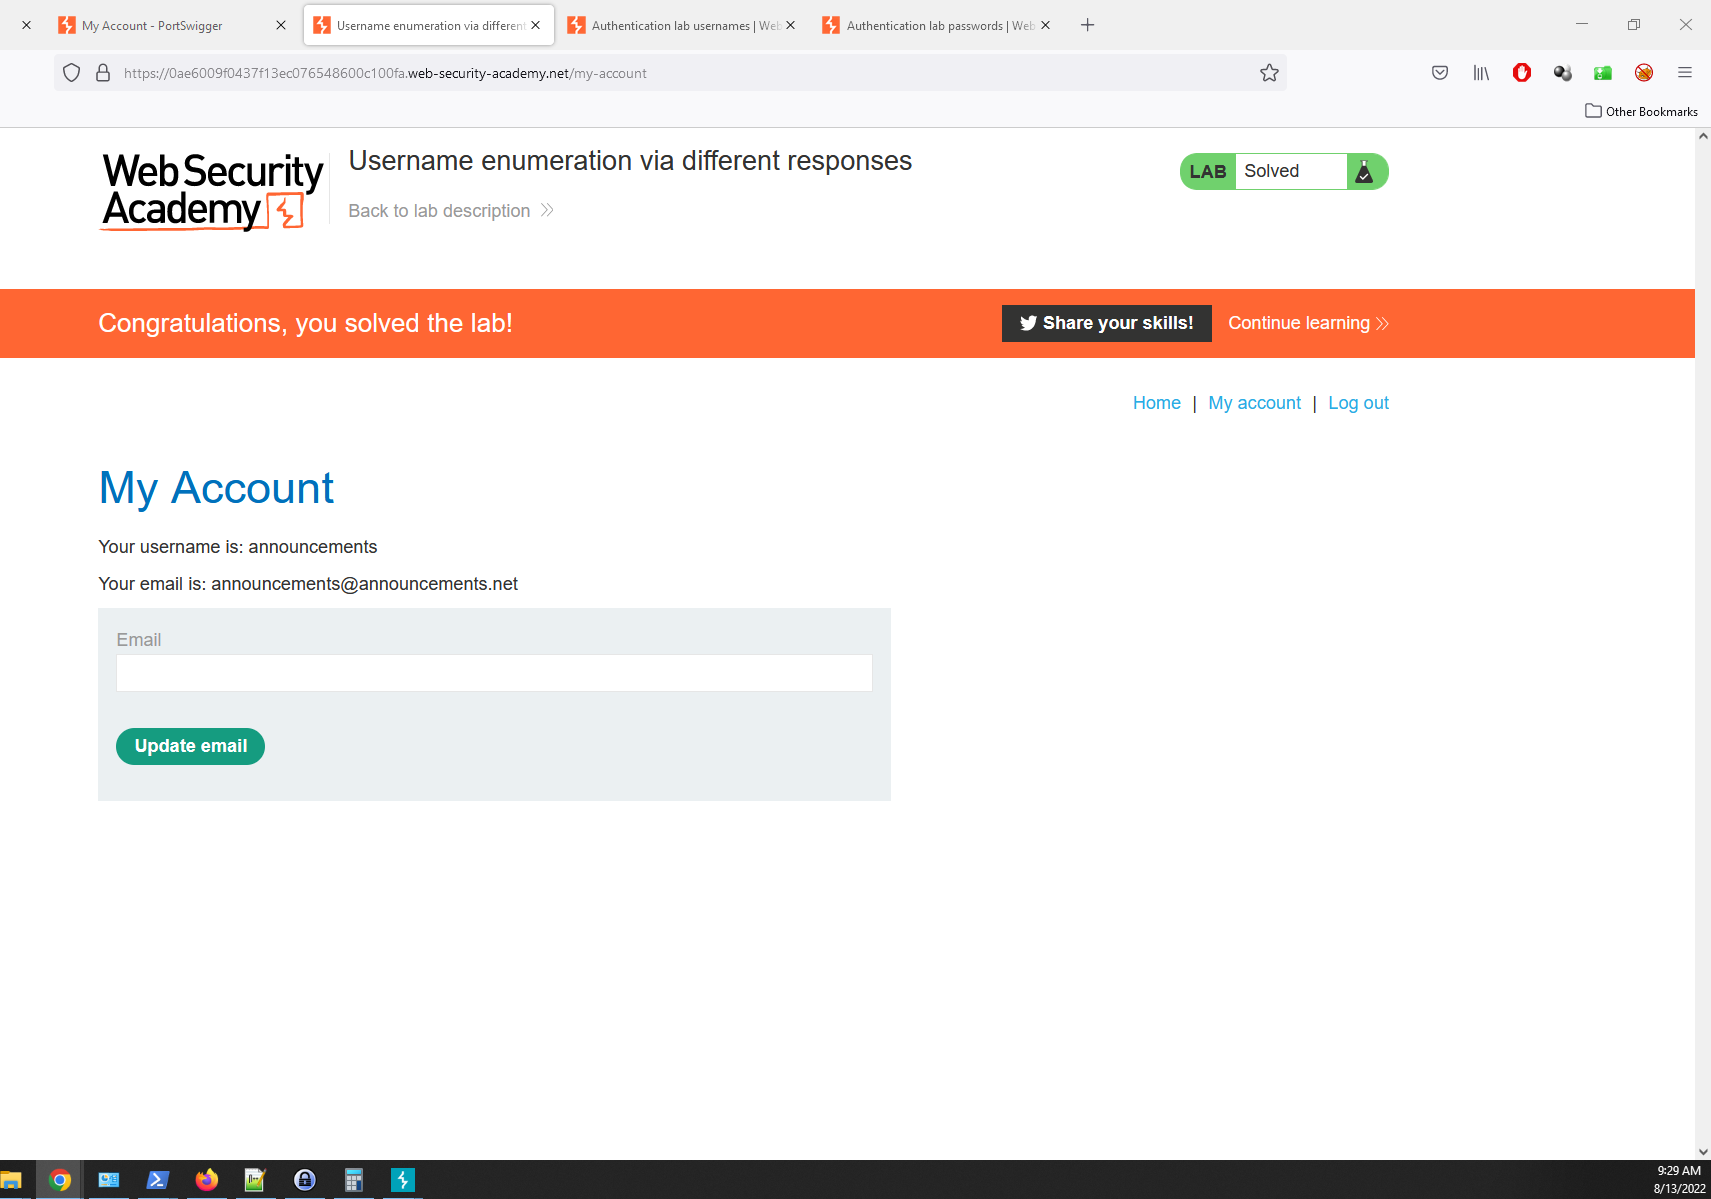 My Account - PortSwigger
Username enumeration via different
Authentication lab usernames | Web
Authentication lab passwords | Web
https://0ae6009f0437f13ec076548600c100fa.web-security-academy.net/my-account
Other Bookmarks
Web Security
Academy
Username enumeration via different responses
Back to lab description
LAB Solved
Congratulations, you solved the lab!
Share your skills!
Continue learning
Home | My account | Log out
My Account
Your username is: announcements
Your email is: announcements@announcements.net
Email
Update email
9:29 AM
8/13/2022